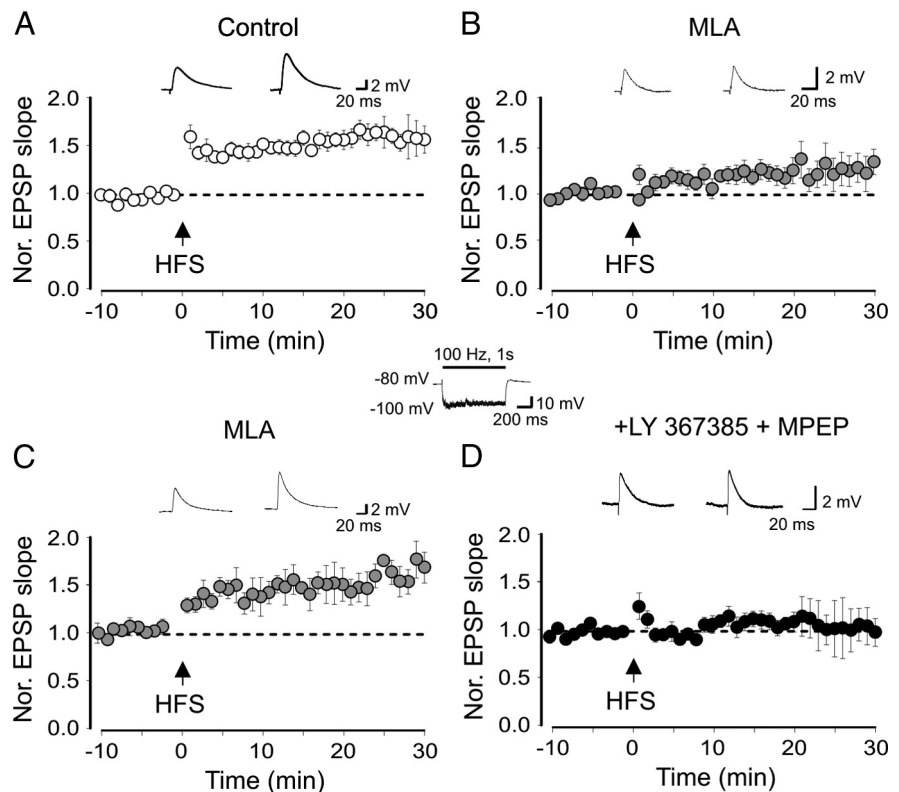 A
Control
2 mV
20 ms
Nor. EPSP slope
2.0
1.5
1.0
0.5
0.0
HFS
-10 0 10 20 30
Time (min)
B
MLA
2 mV
20 ms
Nor. EPSP slope
2.0
1.5
1.0
0.5
0.0
HFS
-10 0 10 20 30
Time (min)
100 Hz, 1s
-80 mV
-100 mV
10 mV
200 ms
C
MLA
2 mV
20 ms
Nor. EPSP slope
2.0
1.5
1.0
0.5
0.0
HFS
-10 0 10 20 30
Time (min)
D
+LY 367385 + MPEP
2 mV
20 ms
Nor. EPSP slope
2.0
1.5
1.0
0.5
0.0
HFS
-10 0 10 20 30
Time (min)